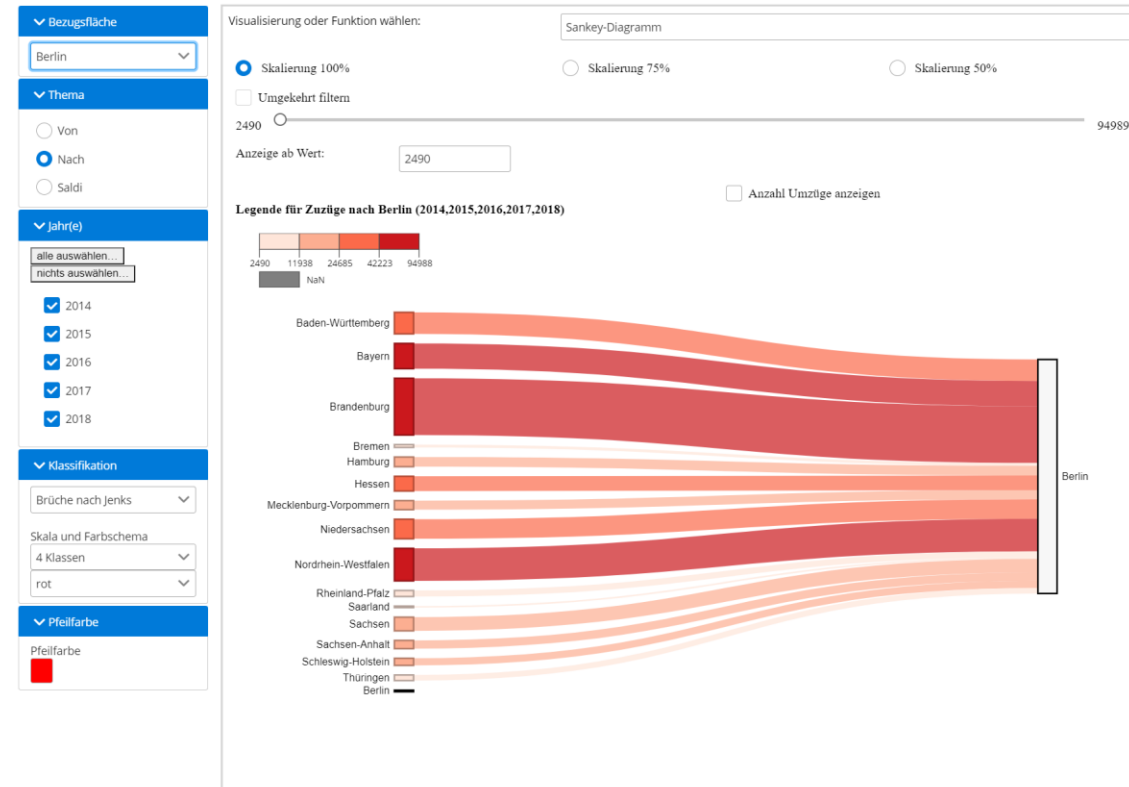 Bezugsfläche
Berlin
Thema
Von
Nach
Saldi
Jahr(e)
alle auswählen...
nichts auswählen...
2014
2015
2016
2017
2018
Klassifikation
Brüche nach Jenks
Skala und Farbschema
4 Klassen
rot
Pfeilfarbe
Pfeilfarbe
Visualisierung oder Funktion wählen:
Sankey-Diagramm
Skalierung 100%
Skalierung 75%
Skalierung 50%
Umgekehrt filtern
2490
94989
Anzeige ab Wert:
2490
Anzahl Umzüge anzeigen
Legende für Zuzüge nach Berlin (2014,2015,2016,2017,2018)
2490 11938 24685 42223 94988
NaN
Baden-Württemberg
Bayern
Brandenburg
Bremen
Hamburg
Hessen
Mecklenburg-Vorpommern
Niedersachsen
Nordrhein-Westfalen
Rheinland-Pfalz
Saarland
Sachsen
Sachsen-Anhalt
Schleswig-Holstein
Thüringen
Berlin
Berlin